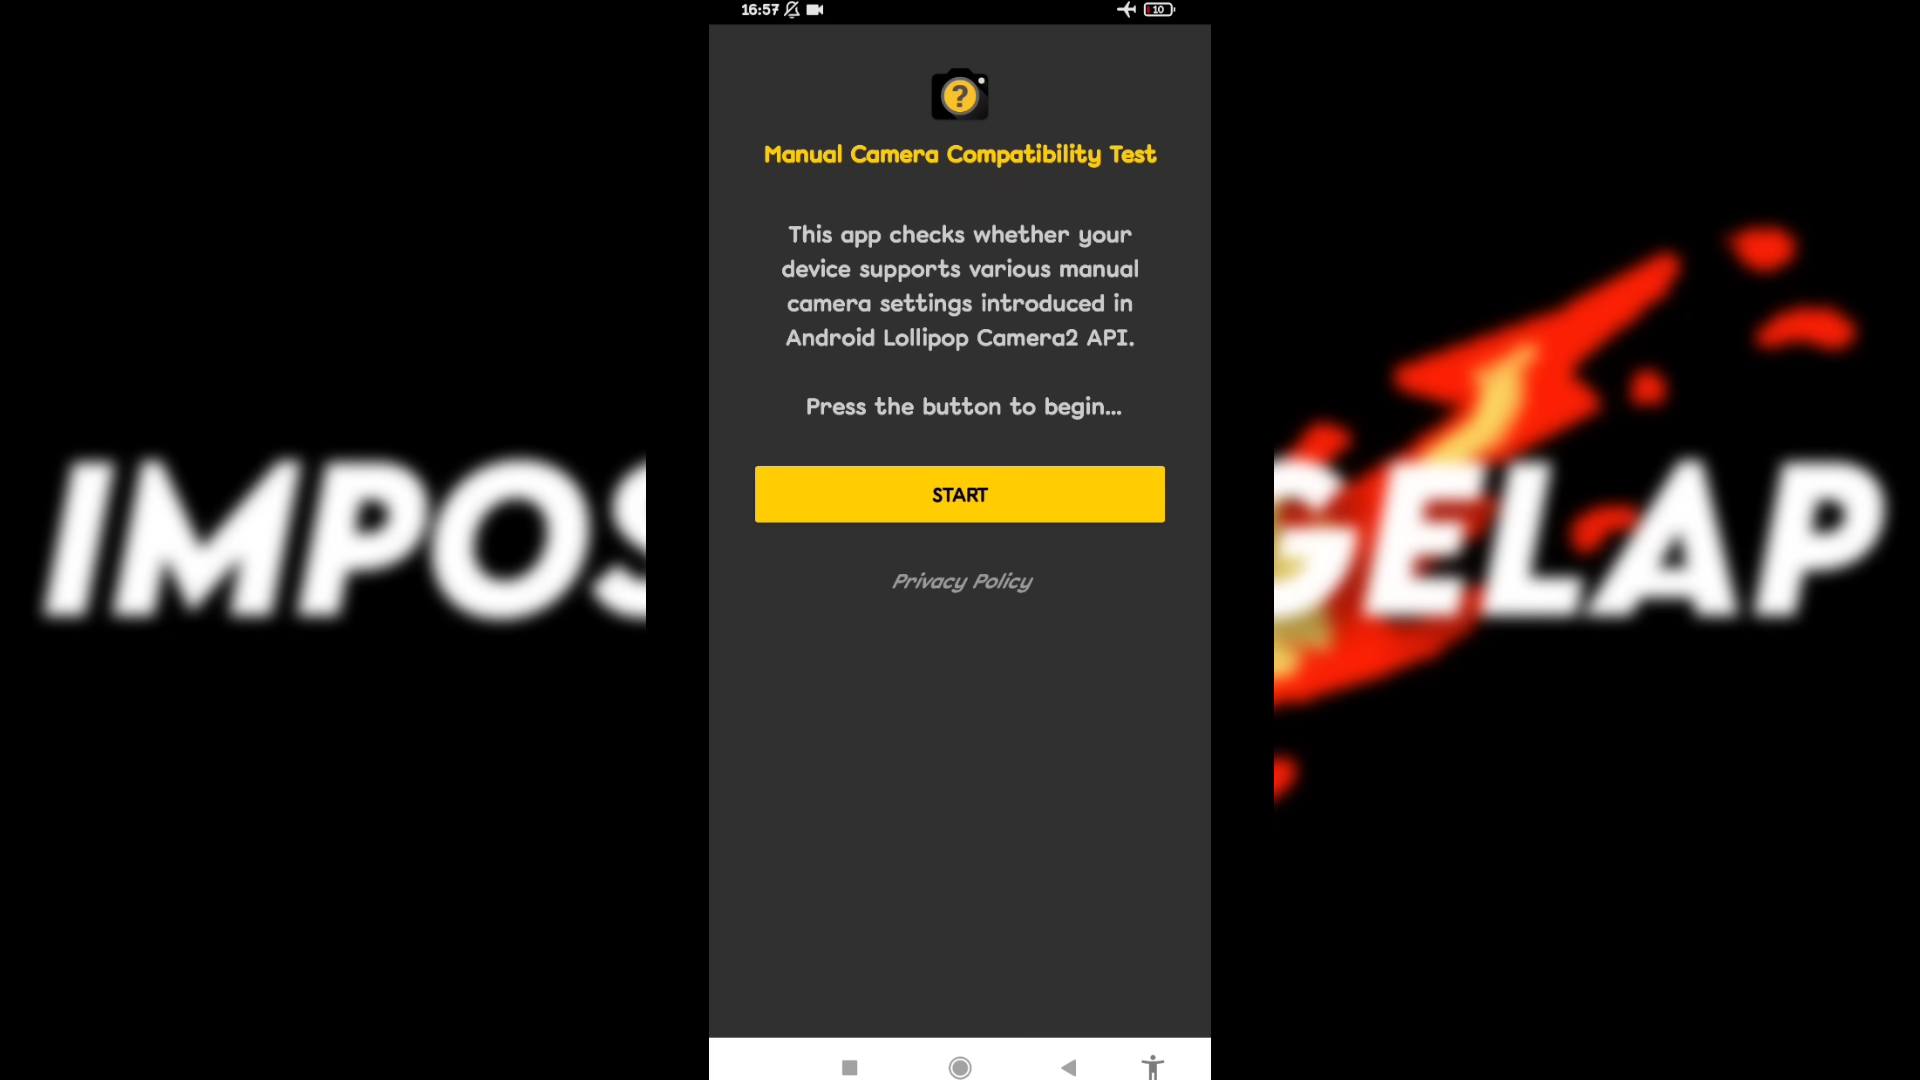 16:57
10
?
Manual Camera Compatibility Test
This app checks whether your
device supports various manual
camera settings introduced in
Android Lollipop Camera2 API.
Press the button to begin...
START
Privacy Policy
IMPOS
GELAP